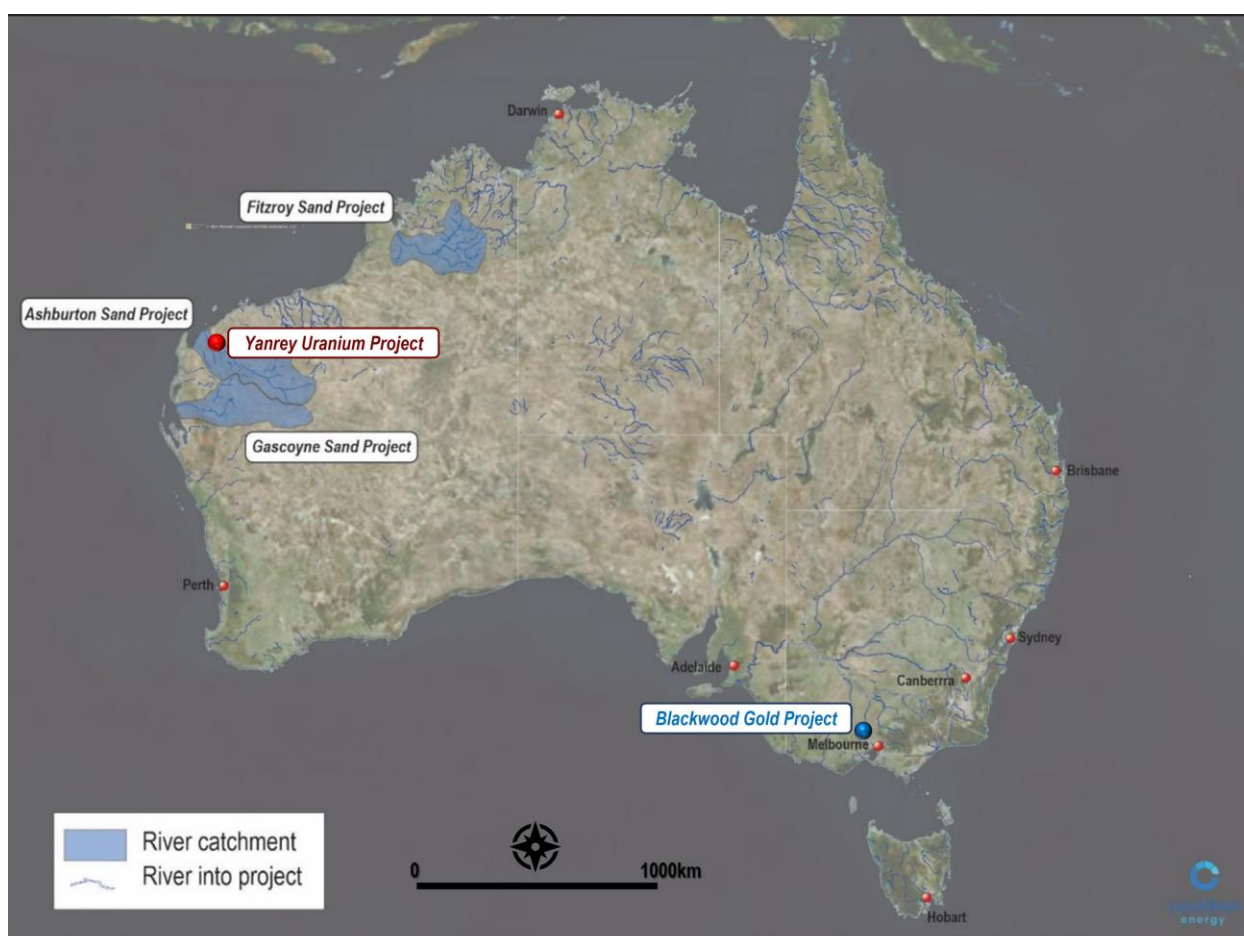 Darwin
Fitzroy Sand Project
Ashburton Sand Project
Yanrey Uranium Project
Gascoyne Sand Project
Brisbane
Perth
Sydney
Adelaide
Canberrra
Blackwood Gold Project
Melbourne
River catchment
River into project
0 1000km
Hobart
energy